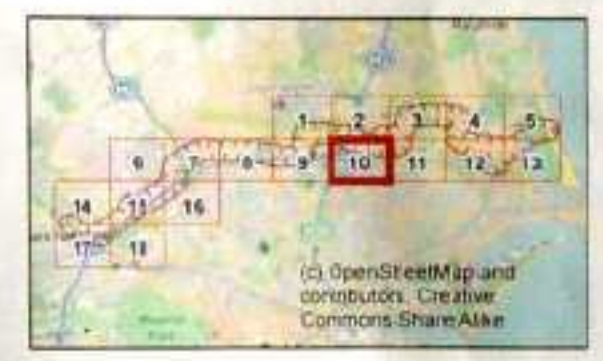 1 2 3 4 5
6 7 8 9 10 11 12 13
14 15 16
17 18
(c) OpenStreetMap and
contributors, Creative
Commons-ShareAlike